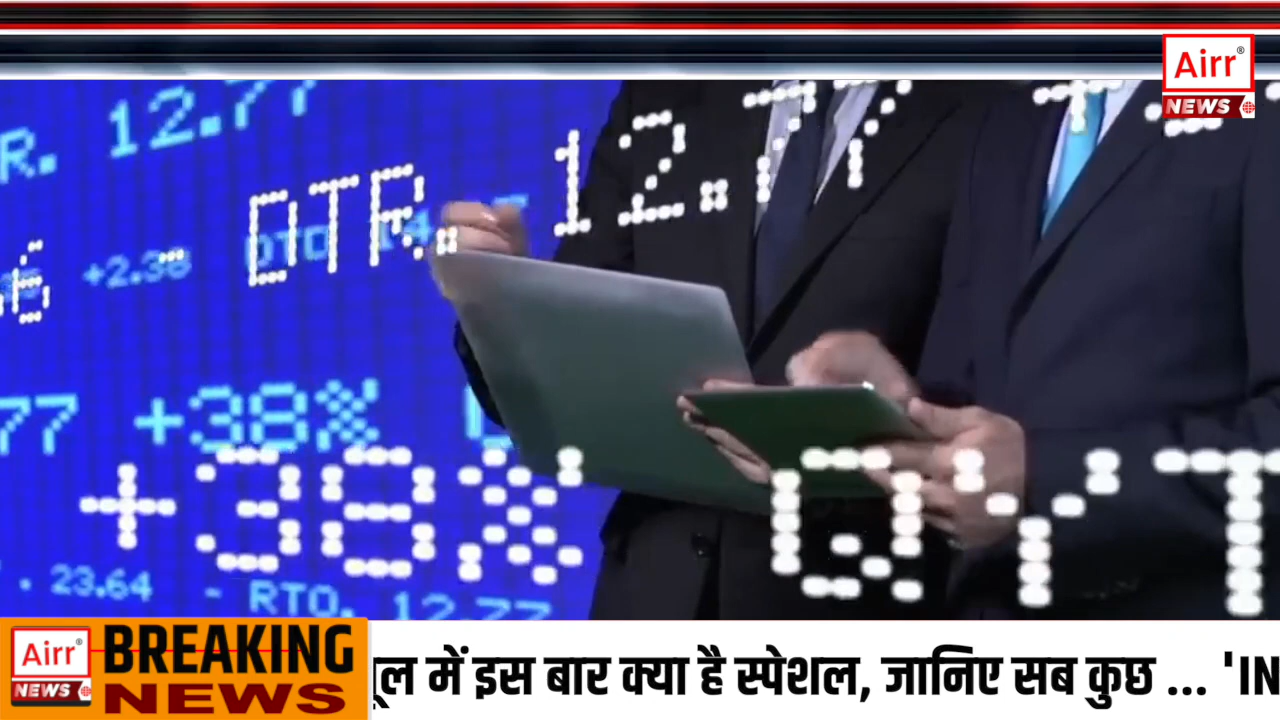 Airr®
NEWS
R. 12.77
DTR. 12.77
+2.38
77 +38%
+38% QYT
. 23.64 - RTO. 12.77
Airr®
NEWS
BREAKING
NEWS
में इस बार क्या है स्पेशल, जानिए सब कुछ ... 'IN